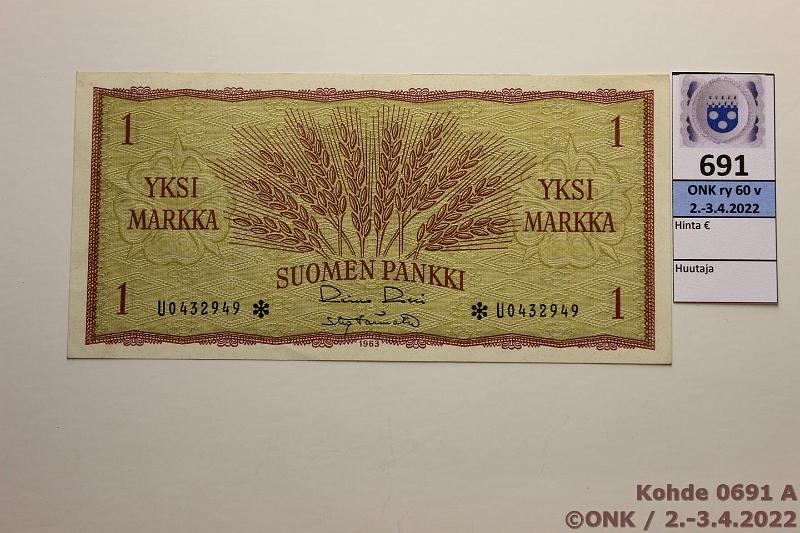 1
1
YKSI
MARKKA
YKSI
MARKKA
SUOMEN PANKKI
1
U0432949 *
* U0432949
1
1963
691
ONK ry 60 v
2.-3.4.2022
Hinta €
Huutaja
Kohde 0691 A
©ONK / 2.-3.4.2022